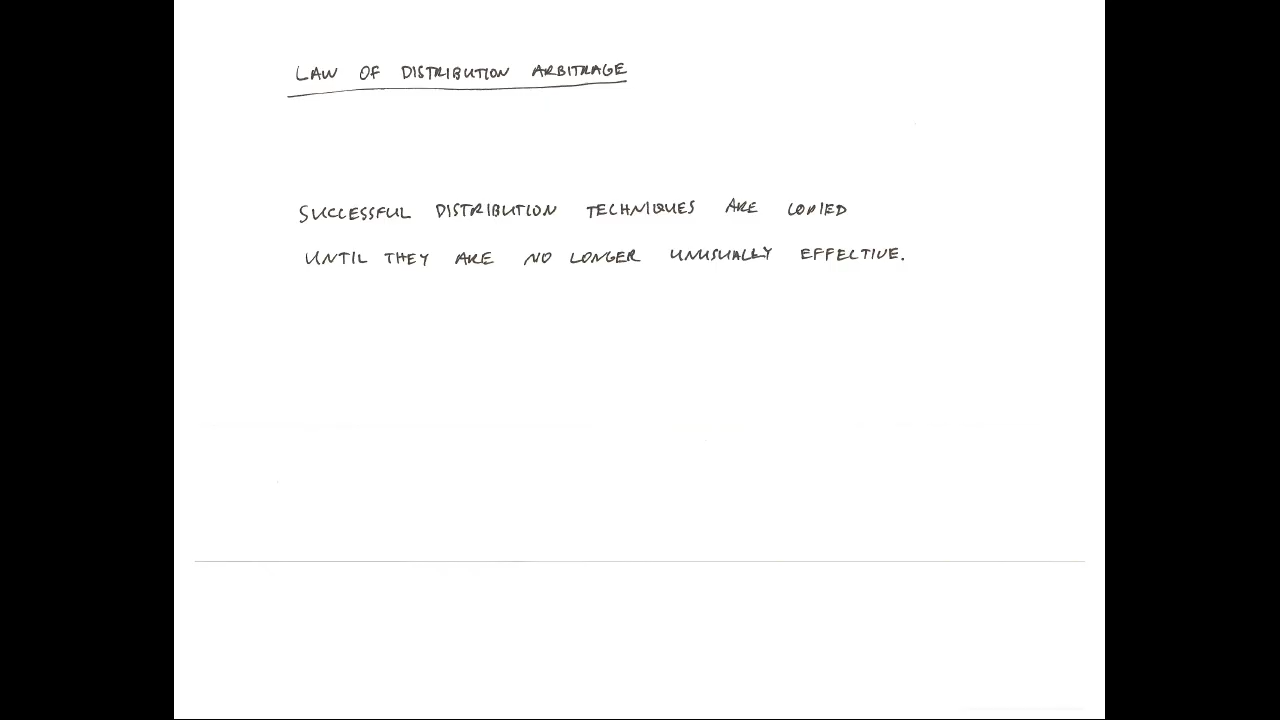 LAW OF DISTRIBUTION ARBITRAGE
SUCCESSFUL DISTRIBUTION TECHNIQUES ARE COPIED
UNTIL THEY ARE NO LONGER UNUSUALLY EFFECTIVE.